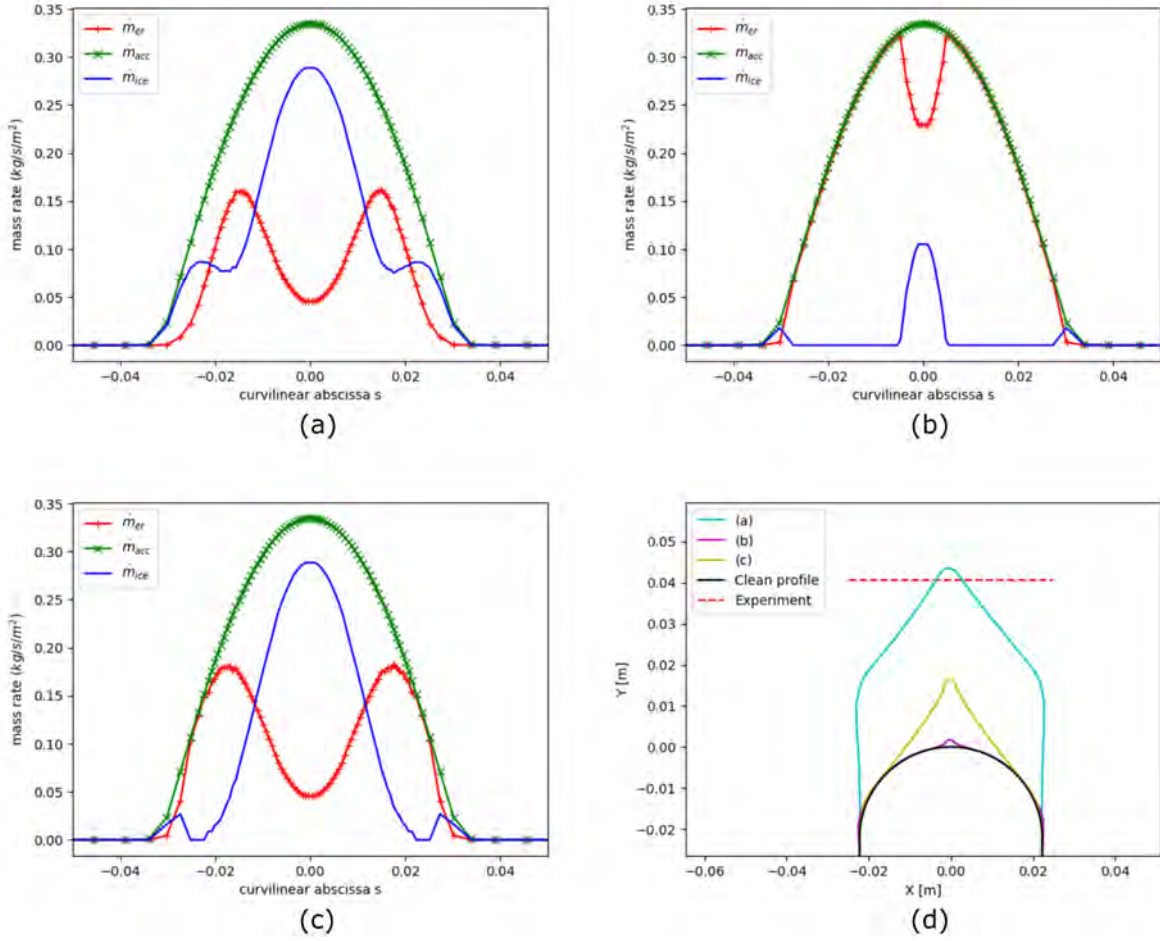 0.35
0.30
0.25
0.20
0.15
0.10
0.05
0.00
mass rate (kg/s/m²)
ṁer
ṁacc
ṁice
−0.04 −0.02 0.00 0.02 0.04
curvilinear abscissa s
(a)
0.35
0.30
0.25
0.20
0.15
0.10
0.05
0.00
mass rate (kg/s/m²)
ṁer
ṁacc
ṁice
−0.04 −0.02 0.00 0.02 0.04
curvilinear abscissa s
(b)
0.35
0.30
0.25
0.20
0.15
0.10
0.05
0.00
mass rate (kg/s/m²)
ṁer
ṁacc
ṁice
−0.04 −0.02 0.00 0.02 0.04
curvilinear abscissa s
(c)
0.05
0.04
0.03
0.02
0.01
0.00
−0.01
−0.02
Y [m]
(a)
(b)
(c)
Clean profile
Experiment
−0.06 −0.04 −0.02 0.00 0.02 0.04 0.06
X [m]
(d)